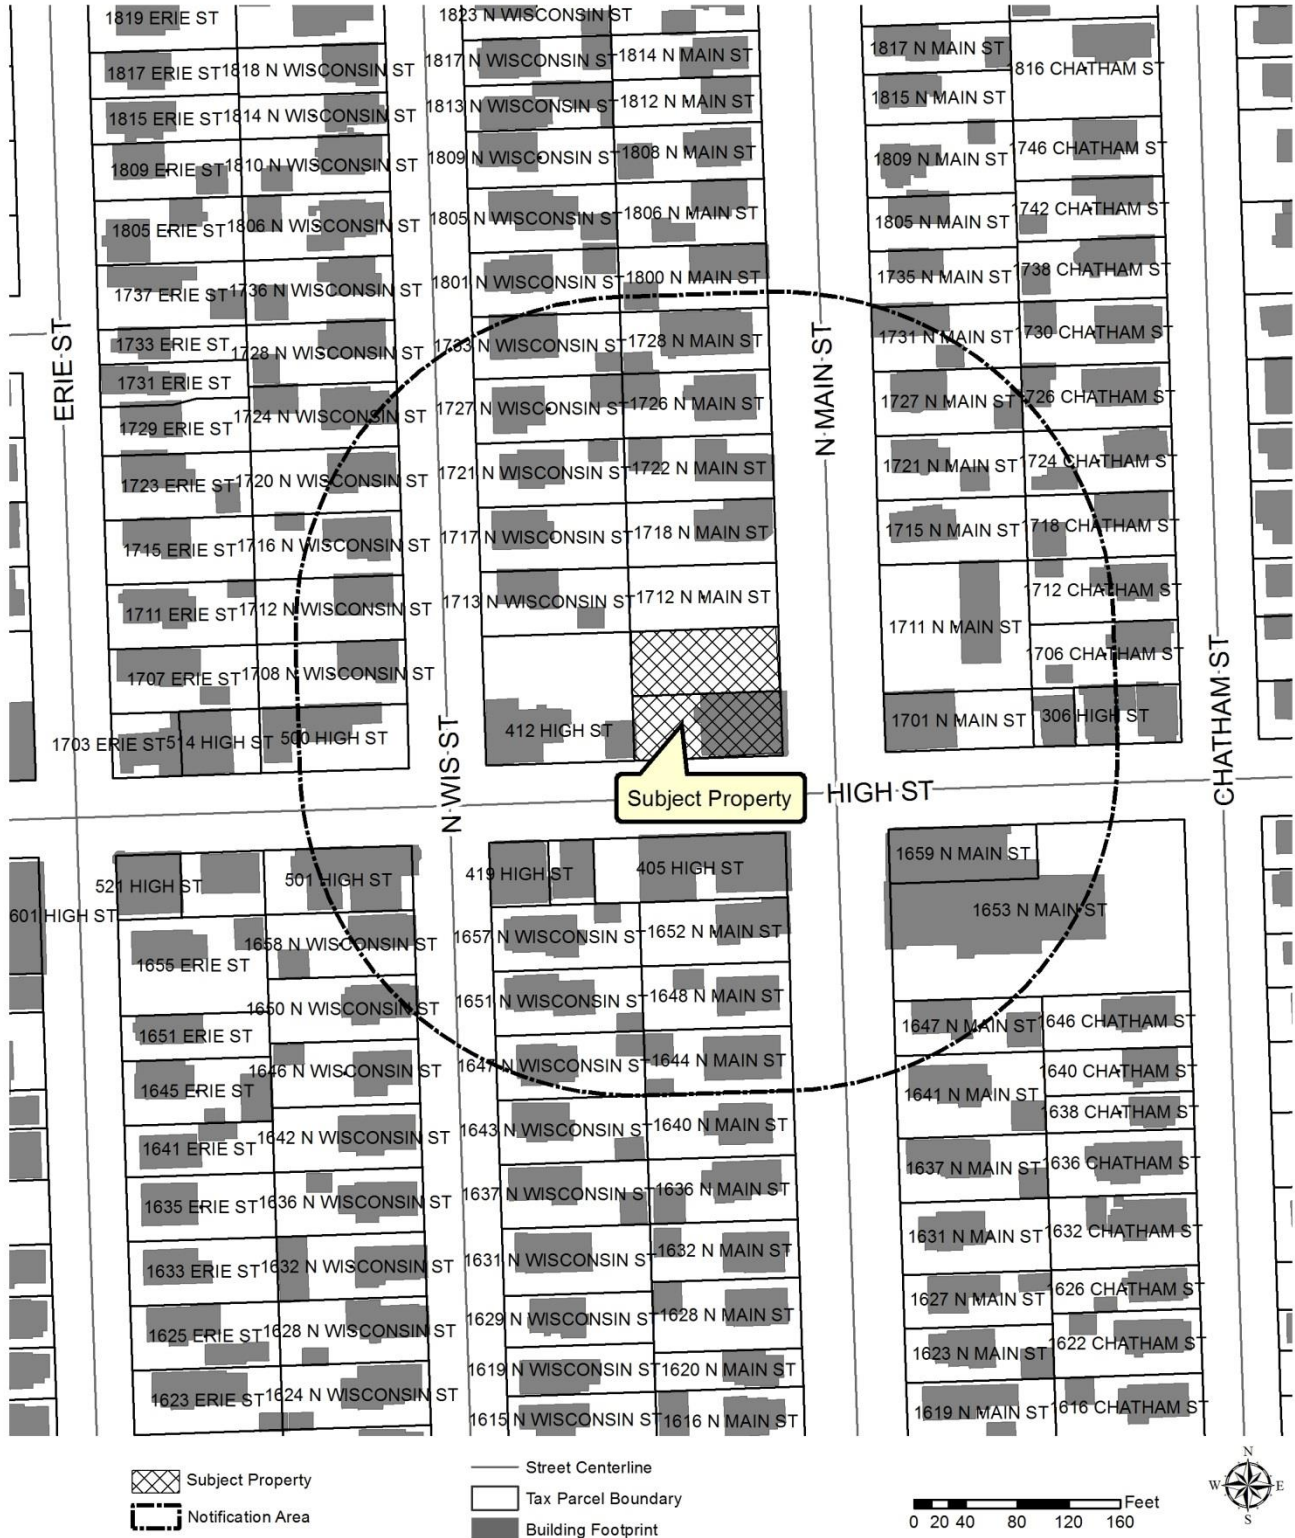 1819 ERIE ST
1823 N WISCONSIN ST
1817 ERIE ST
1818 N WISCONSIN ST
1817 N WISCONSIN ST
1814 N MAIN ST
1817 N MAIN ST
1816 CHATHAM ST
1815 ERIE ST
1814 N WISCONSIN ST
1813 N WISCONSIN ST
1812 N MAIN ST
1815 N MAIN ST
1809 ERIE ST
1810 N WISCONSIN ST
1809 N WISCONSIN ST
1808 N MAIN ST
1809 N MAIN ST
1746 CHATHAM ST
1805 ERIE ST
1806 N WISCONSIN ST
1805 N WISCONSIN ST
1806 N MAIN ST
1805 N MAIN ST
1742 CHATHAM ST
1737 ERIE ST
1736 N WISCONSIN ST
1801 N WISCONSIN ST
1800 N MAIN ST
1735 N MAIN ST
1738 CHATHAM ST
1733 ERIE ST
1728 N WISCONSIN ST
1733 N WISCONSIN ST
1728 N MAIN ST
1731 N MAIN ST
1730 CHATHAM ST
ERIE ST
1731 ERIE ST
N MAIN ST
1729 ERIE ST
1724 N WISCONSIN ST
1727 N WISCONSIN ST
1726 N MAIN ST
1727 N MAIN ST
1726 CHATHAM ST
1723 ERIE ST
1720 N WISCONSIN ST
1721 N WISCONSIN ST
1722 N MAIN ST
1721 N MAIN ST
1724 CHATHAM ST
1715 ERIE ST
1716 N WISCONSIN ST
1717 N WISCONSIN ST
1718 N MAIN ST
1715 N MAIN ST
1718 CHATHAM ST
1711 ERIE ST
1712 N WISCONSIN ST
1713 N WISCONSIN ST
1712 N MAIN ST
1711 N MAIN ST
1712 CHATHAM ST
1707 ERIE ST
1708 N WISCONSIN ST
1706 CHATHAM ST
1703 ERIE ST
514 HIGH ST
500 HIGH ST
412 HIGH ST
1701 N MAIN ST
306 HIGH ST
N WIS ST
CHATHAM ST
Subject Property
HIGH ST
521 HIGH ST
501 HIGH ST
419 HIGH ST
405 HIGH ST
1659 N MAIN ST
601 HIGH ST
1653 N MAIN ST
1655 ERIE ST
1658 N WISCONSIN ST
1657 N WISCONSIN ST
1652 N MAIN ST
1650 N WISCONSIN ST
1651 N WISCONSIN ST
1648 N MAIN ST
1651 ERIE ST
1647 N MAIN ST
1646 CHATHAM ST
1645 ERIE ST
1646 N WISCONSIN ST
1647 N WISCONSIN ST
1644 N MAIN ST
1641 N MAIN ST
1640 CHATHAM ST
1638 CHATHAM ST
1641 ERIE ST
1642 N WISCONSIN ST
1643 N WISCONSIN ST
1640 N MAIN ST
1637 N MAIN ST
1636 CHATHAM ST
1635 ERIE ST
1636 N WISCONSIN ST
1637 N WISCONSIN ST
1636 N MAIN ST
1631 N MAIN ST
1632 CHATHAM ST
1633 ERIE ST
1632 N WISCONSIN ST
1631 N WISCONSIN ST
1632 N MAIN ST
1627 N MAIN ST
1626 CHATHAM ST
1625 ERIE ST
1628 N WISCONSIN ST
1629 N WISCONSIN ST
1628 N MAIN ST
1623 N MAIN ST
1622 CHATHAM ST
1623 ERIE ST
1624 N WISCONSIN ST
1619 N WISCONSIN ST
1620 N MAIN ST
1619 N MAIN ST
1616 CHATHAM ST
1615 N WISCONSIN ST
1616 N MAIN ST
Subject Property
Notification Area
Street Centerline
Tax Parcel Boundary
Building Footprint
Feet
0 20 40 80 120 160
N
W E
S